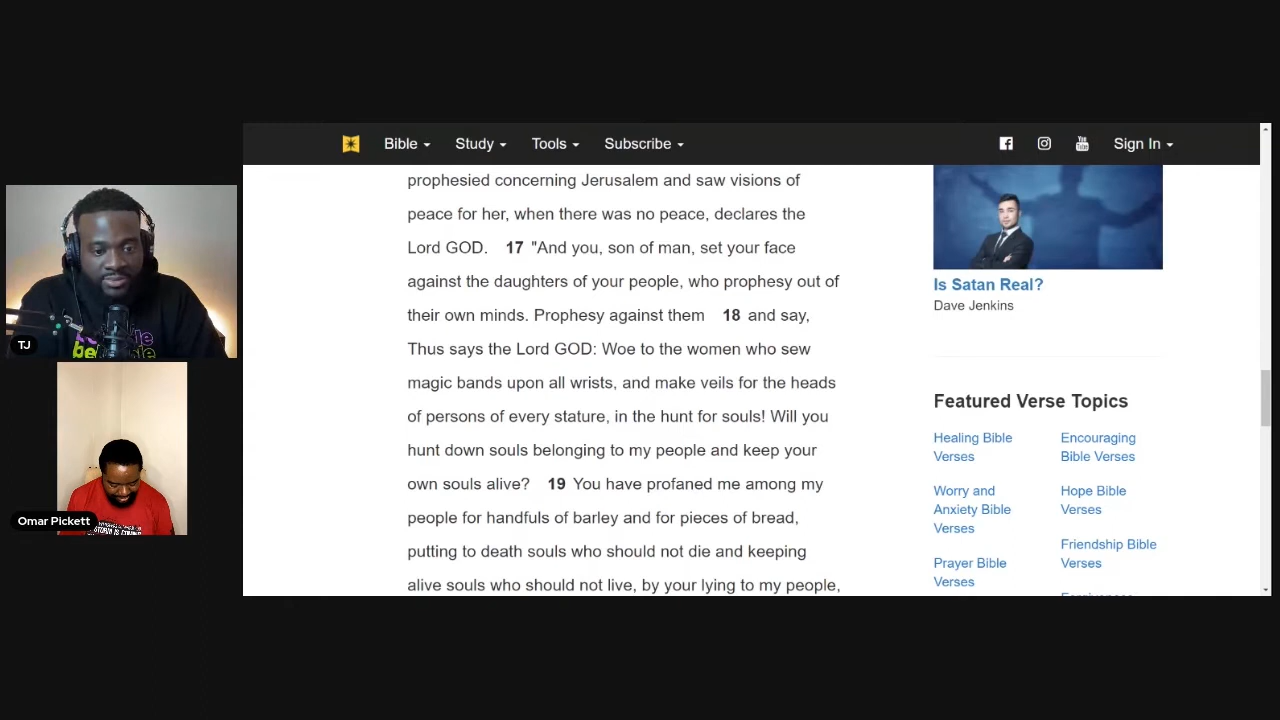 Bible
Study
Tools
Subscribe
You Tube
Sign In
prophesied concerning Jerusalem and saw visions of
peace for her, when there was no peace, declares the
Lord GOD. 17 "And you, son of man, set your face
against the daughters of your people, who prophesy out of
their own minds. Prophesy against them 18 and say,
Thus says the Lord GOD: Woe to the women who sew
magic bands upon all wrists, and make veils for the heads
of persons of every stature, in the hunt for souls! Will you
hunt down souls belonging to my people and keep your
own souls alive? 19 You have profaned me among my
people for handfuls of barley and for pieces of bread,
putting to death souls who should not die and keeping
alive souls who should not live, by your lying to my people,
Is Satan Real?
Dave Jenkins
Featured Verse Topics
Healing Bible
Verses
Worry and
Anxiety Bible
Verses
Prayer Bible
Verses
Encouraging
Bible Verses
Hope Bible
Verses
Friendship Bible
Verses
TJ
Omar Pickett